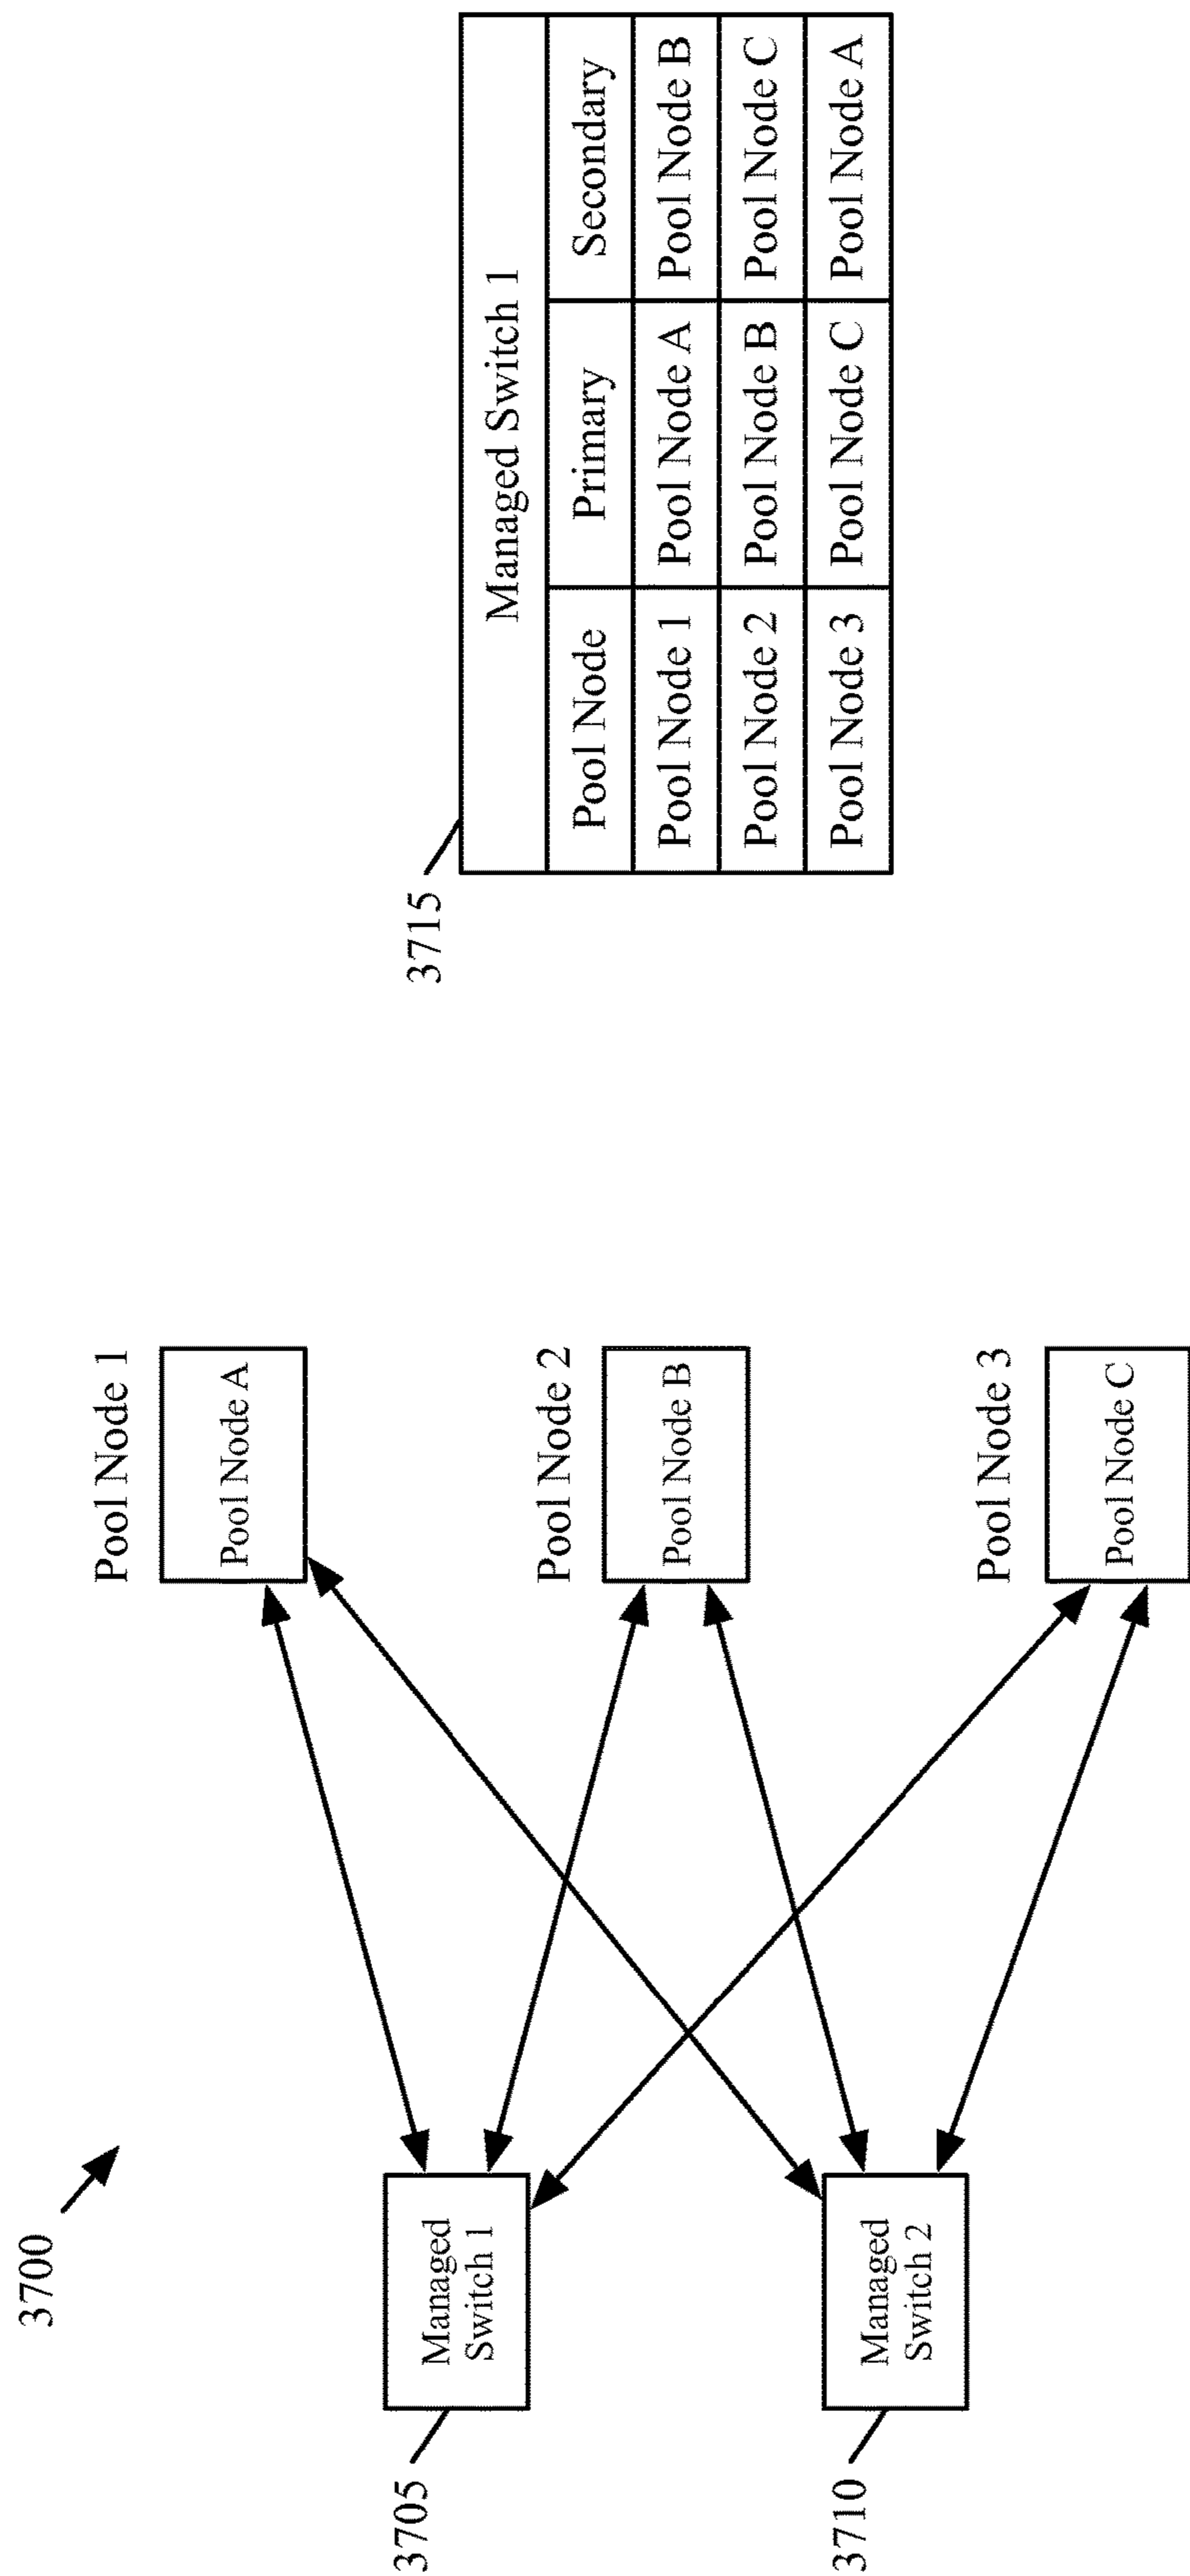 3700
Pool Node 1
Pool Node A
3705
Managed
Switch 1
Pool Node 2
Pool Node B
3710
Managed
Switch 2
Pool Node 3
Pool Node C
3715
Managed Switch 1
Pool Node Primary Secondary
Pool Node 1 Pool Node A Pool Node B
Pool Node 2 Pool Node B Pool Node C
Pool Node 3 Pool Node C Pool Node A